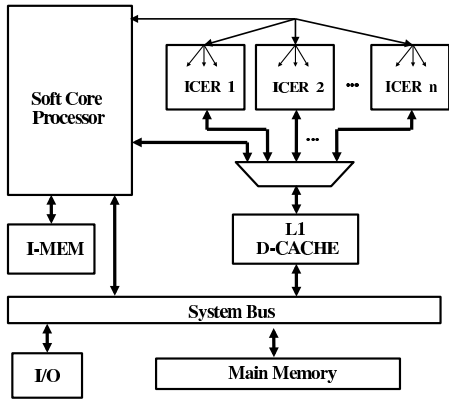 ICER 1
ICER 2
...
ICER n
Soft Core
Processor
...
L1
D-CACHE
I-MEM
System Bus
I/O
Main Memory